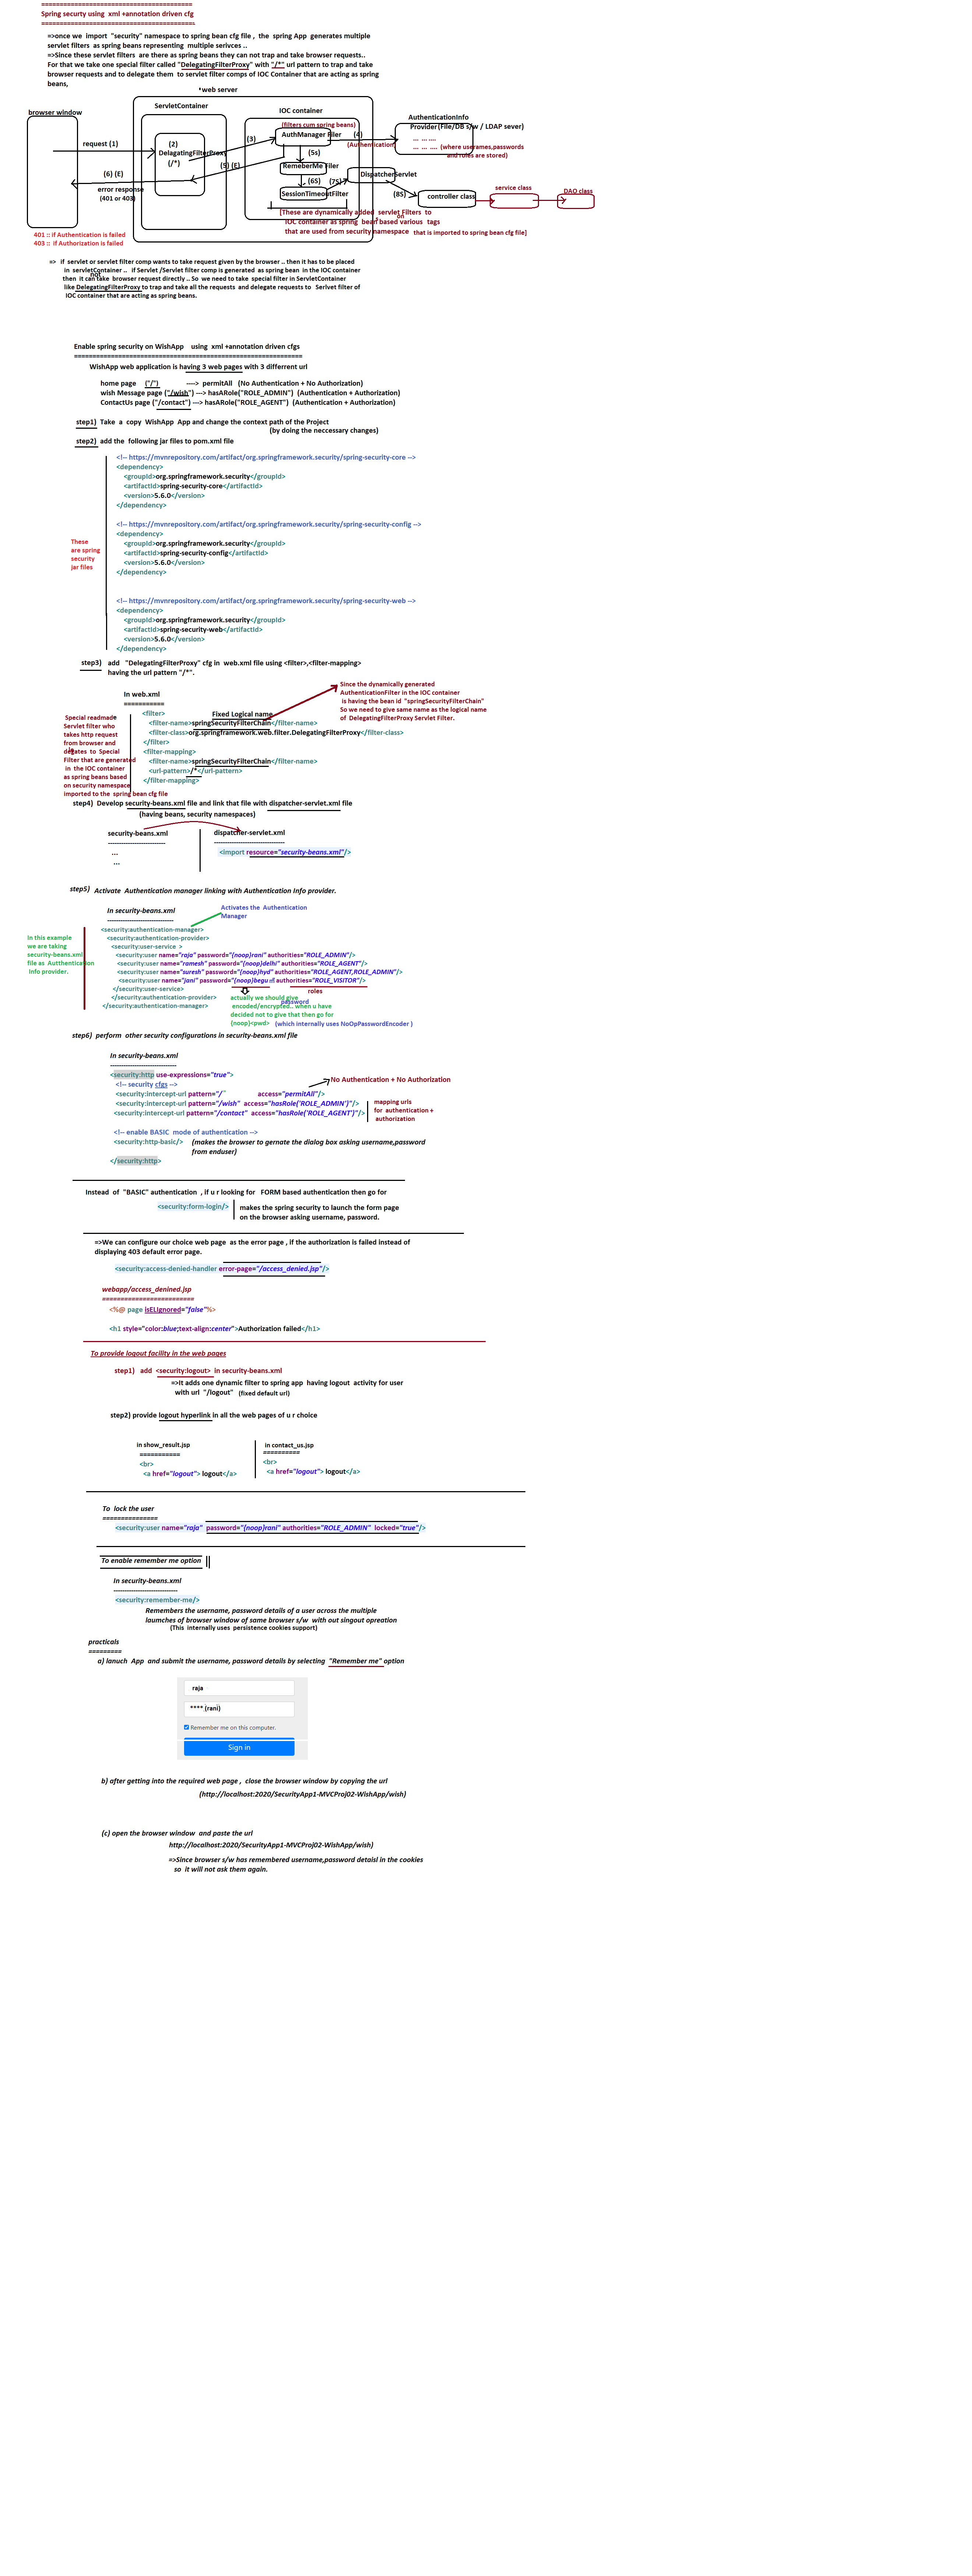 =========================================
Spring securty using xml +annotation driven cfg
=========================================.
=>once we import "security" namespace to spring bean cfg file , the spring App generates multiple
servlet filters as spring beans representing multiple serivces ..
=>Since these servlet filters are there as spring beans they can not trap and take browser requests..
For that we take one special filter called "DelegatingFilterProxy" with "/*" url pattern to trap and take
browser requests and to delegate them to servlet filter comps of IOC Container that are acting as spring
beans,
web server
browser window
ServletContainer
IOC container
(filters cum spring beans)
AuthenticationInfo
Provider(File/DB s/w / LDAP sever)
... ... ....
... ... .... (where userames,passwords
and roles are stored)
request (1)
(2)
DelagatingFilterProxy
(/*)
(3)
AuthManager Filer
(4)
(Authentication)
(5s)
(5) (E)
RemeberMe Filer
(6) (E)
error response
(401 or 403)
(6S)
(7S)
DispatcherServlet
SessionTimeoutFilter
(8S)
controller class
service class
DAO class
401 :: if Authentication is failed
403 :: if Authorization is failed
[These are dynamically added servlet Filters to
IOC container as spring bean based various tags
on
that are used from security namespace that is imported to spring bean cfg file]
=> if servlet or servlet filter comp wants to take request given by the browser .. then it has to be placed
in servletContainer .. if Servlet /Servlet filter comp is generated as spring bean in the IOC container
not
then it can take browser request directly .. So we need to take special filter in ServletContainer
like DelegatingFilterProxy to trap and take all the requests and delegate requests to Serlvet filter of
IOC container that are acting as spring beans.
Enable spring security on WishApp using xml +annotation driven cfgs
==============================================================
WishApp web application is having 3 web pages with 3 differrent url
home page ("/") ----> permitAll (No Authentication + No Authorization)
wish Message page ("/wish") ---> hasARole("ROLE_ADMIN") (Authentication + Authorization)
ContactUs page ("/contact") ---> hasARole("ROLE_AGENT") (Authentication + Authorization)
step1) Take a copy WishApp App and change the context path of the Project
(by doing the neccessary changes)
step2) add the following jar files to pom.xml file
<!-- https://mvnrepository.com/artifact/org.springframework.security/spring-security-core -->
<dependency>
<groupId>org.springframework.security</groupId>
<artifactId>spring-security-core</artifactId>
<version>5.6.0</version>
</dependency>
<!-- https://mvnrepository.com/artifact/org.springframework.security/spring-security-config -->
<dependency>
<groupId>org.springframework.security</groupId>
<artifactId>spring-security-config</artifactId>
<version>5.6.0</version>
</dependency>
These
are spring
security
jar files
<!-- https://mvnrepository.com/artifact/org.springframework.security/spring-security-web -->
<dependency>
<groupId>org.springframework.security</groupId>
<artifactId>spring-security-web</artifactId>
<version>5.6.0</version>
</dependency>
step3) add "DelegatingFilterProxy" cfg in web.xml file using <filter>,<filter-mapping>
having the url pattern "/*".
Since the dynamically generated
AuthenticationFilter in the IOC container
is having the bean id "springSecurityFilterChain"
So we need to give same name as the logical name
of DelegatingFilterProxy Servlet Filter.
In web.xml
===========
Fixed Logical name
<filter>
<filter-name>springSecurityFilterChain</filter-name>
<filter-class>org.springframework.web.filter.DelegatingFilterProxy</filter-class>
</filter>
<filter-mapping>
<filter-name>springSecurityFilterChain</filter-name>
<url-pattern>/*</url-pattern>
</filter-mapping>
Special readmade
Servlet filter who
takes http request
from browser and
delegates to Special
Filter that are generated
in the IOC container
as spring beans based
on security namespace
imported to the spring bean cfg file
step4) Develop security-beans.xml file and link that file with dispatcher-servlet.xml file
(having beans, security namespaces)
security-beans.xml
--------------------------
...
...
dispatcher-servlet.xml
--------------------------------
<import resource="security-beans.xml"/>
step5) Activate Authentication manager linking with Authentication Info provider.
In security-beans.xml
------------------------------
Activates the Authentication
Manager
In this example
we are taking
security-beans.xml
file as Autthentication
Info provider.
<security:authentication-manager>
<security:authentication-provider>
<security:user-service >
<security:user name="raja" password="{noop}rani" authorities="ROLE_ADMIN"/>
<security:user name="ramesh" password="{noop}delhi" authorities="ROLE_AGENT"/>
<security:user name="suresh" password="{noop}hyd" authorities="ROLE_AGENT,ROLE_ADMIN"/>
<security:user name="jani" password="{noop}begum" authorities="ROLE_VISITOR"/>
</security:user-service>
</security:authentication-provider>
</security:authentication-manager>
roles
actually we should give
password
encoded/encrypted.. when u have
decided not to give that then go for
{noop}<pwd> (which internally uses NoOpPasswordEncoder )
step6) perform other security configurations in security-beans.xml file
In security-beans.xml
------------------------------
<security:http use-expressions="true">
<!-- security cfgs -->
No Authentication + No Authorization
<security:intercept-url pattern="/" access="permitAll"/>
<security:intercept-url pattern="/wish" access="hasRole('ROLE_ADMIN')"/>
<security:intercept-url pattern="/contact" access="hasRole('ROLE_AGENT')"/>
mapping urls
for authentication +
authorization
<!-- enable BASIC mode of authentication -->
<security:http-basic/> (makes the browser to gernate the dialog box asking username,password
from enduser)
</security:http>
Instead of "BASIC" authentication , if u r looking for FORM based authentication then go for
<security:form-login/>
makes the spring security to launch the form page
on the browser asking username, password.
=>We can configure our choice web page as the error page , if the authorization is failed instead of
displaying 403 default error page.
<security:access-denied-handler error-page="/access_denied.jsp"/>
webapp/access_denined.jsp
=========================
<%@ page isELIgnored="false"%>
<h1 style="color:blue;text-align:center">Authorization failed</h1>
To provide logout facility in the web pages
step1) add <security:logout> in security-beans.xml
=>It adds one dynamic filter to spring app having logout activity for user
with url "/logout" (fixed default url)
step2) provide logout hyperlink in all the web pages of u r choice
in show_result.jsp
===========
<br>
<a href="logout"> logout</a>
in contact_us.jsp
==========
<br>
<a href="logout"> logout</a>
To lock the user
===============
<security:user name="raja" password="{noop}rani" authorities="ROLE_ADMIN" locked="true"/>
To enable remember me option
In security-beans.xml
-----------------------------
<security:remember-me/>
Remembers the username, password details of a user across the multiple
laumches of browser window of same browser s/w with out singout opreation
(This internally uses persistence cookies support)
practicals
=========
a) lanuch App and submit the username, password details by selecting "Remember me" option
raja
**** (rani)
Remember me on this computer.
Sign in
b) after getting into the required web page , close the browser window by copying the url
(http://localhost:2020/SecurityApp1-MVCProj02-WishApp/wish)
(c) open the browser window and paste the url
http://localhost:2020/SecurityApp1-MVCProj02-WishApp/wish)
=>Since browser s/w has remembered username,password detaisl in the cookies
so it will not ask them again.